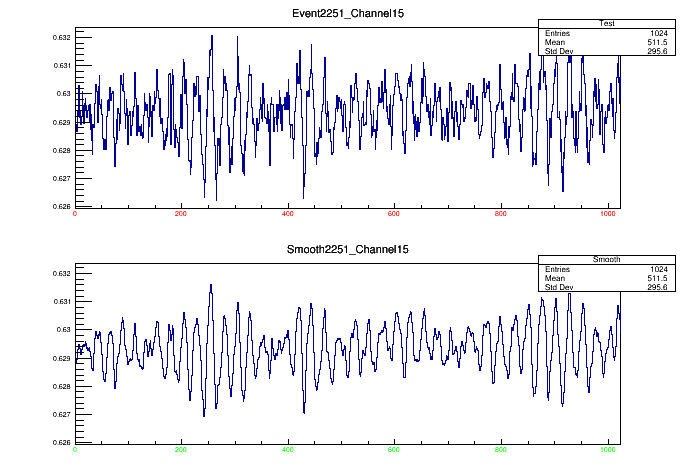 Event2251_Channel15
Test
Entries 1024
Mean 511.5
Std Dev 295.6
0.632
0.631
0.63
0.629
0.628
0.627
0.626
0 200 400 600 800 1000
Smooth2251_Channel15
Smooth
Entries 1024
Mean 511.5
Std Dev 295.6
0.632
0.631
0.63
0.629
0.628
0.627
0.626
0 200 400 600 800 1000